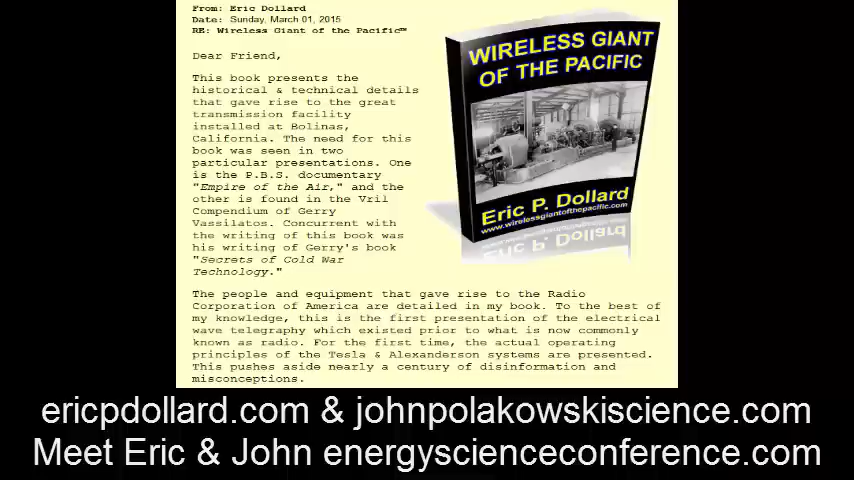 From: Eric Dollard
Date: Sunday, March 01, 2015
RE: Wireless Giant of the Pacific™
Dear Friend,
This book presents the
historical & technical details
that gave rise to the great
transmission facility
installed at Bolinas,
California. The need for this
book was seen in two
particular presentations. One
is the P.B.S. documentary
"Empire of the Air," and the
other is found in the Vril
Compendium of Gerry
Vassilatos. Concurrent with
the writing of this book was
his writing of Gerry's book
"Secrets of Cold War
Technology."
WIRELESS GIANT
OF THE PACIFIC
Eric P. Dollard
www.wirelessgiantofthepacific.com
The people and equipment that gave rise to the Radio
Corporation of America are detailed in my book. To the best of
my knowledge, this is the first presentation of the electrical
wave telegraphy which existed prior to what is now commonly
known as radio. For the first time, the actual operating
principles of the Tesla & Alexanderson systems are presented.
This pushes aside nearly a century of disinformation and
misconceptions.
ericpdollard.com & johnpolakowskiscience.com
Meet Eric & John energyscienceconference.com